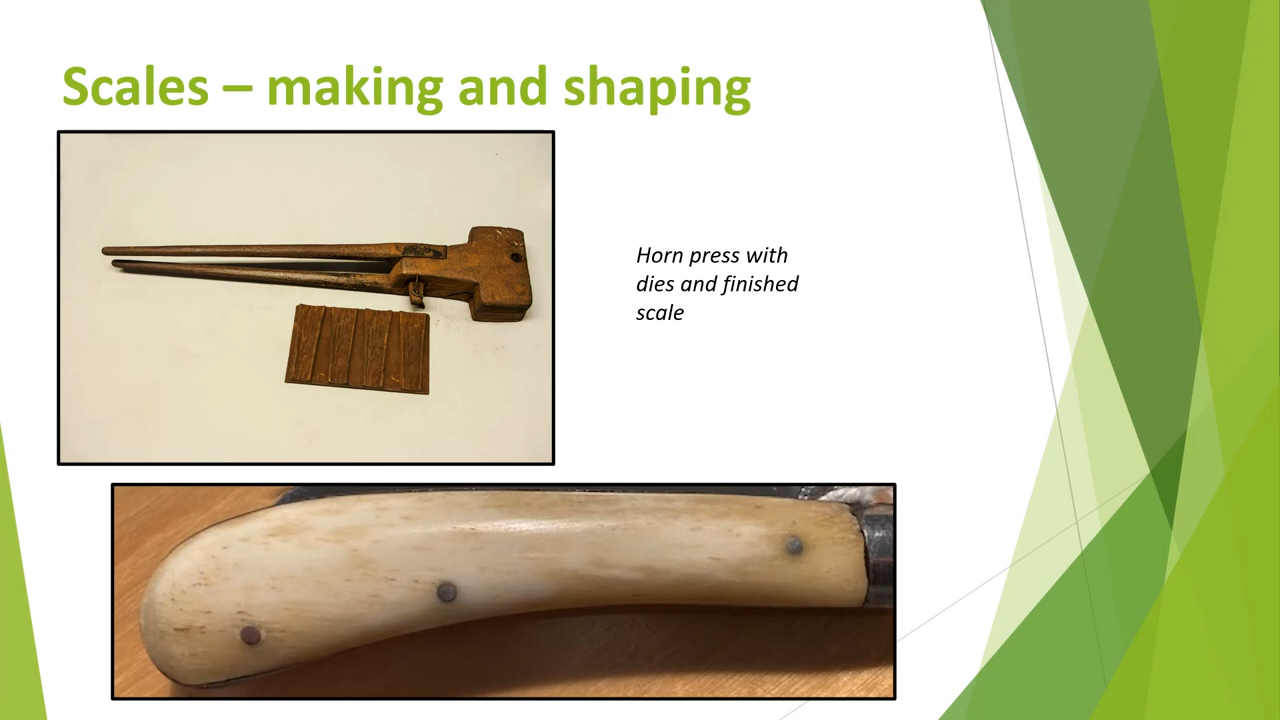 Scales – making and shaping
Horn press with
dies and finished
scale